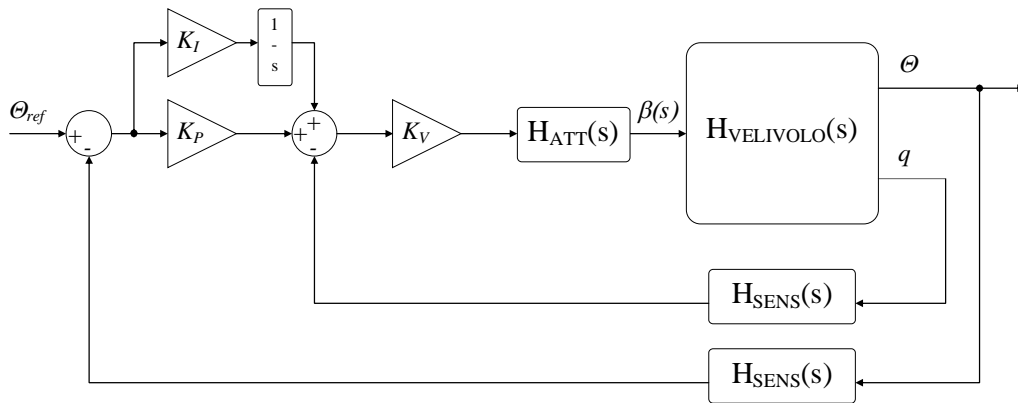 K_I
1
-
s
Θ_ref
+
-
K_P
+
+
-
K_V
H_ATT(s)
β(s)
H_VELIVOLO(s)
Θ
q
H_SENS(s)
H_SENS(s)